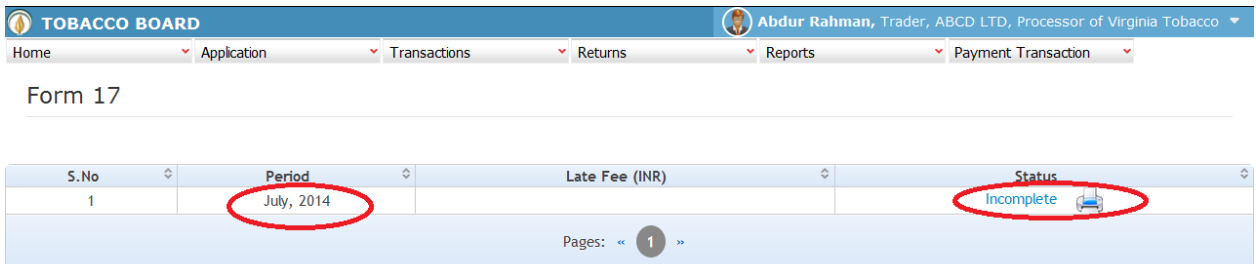 TOBACCO BOARD Abdur Rahman, Trader, ABCD LTD, Processor of Virginia Tobacco
Home Application Transactions Returns Reports Payment Transaction
Form 17
S.No Period Late Fee (INR) Status
1 July, 2014 Incomplete
Pages: « 1 »